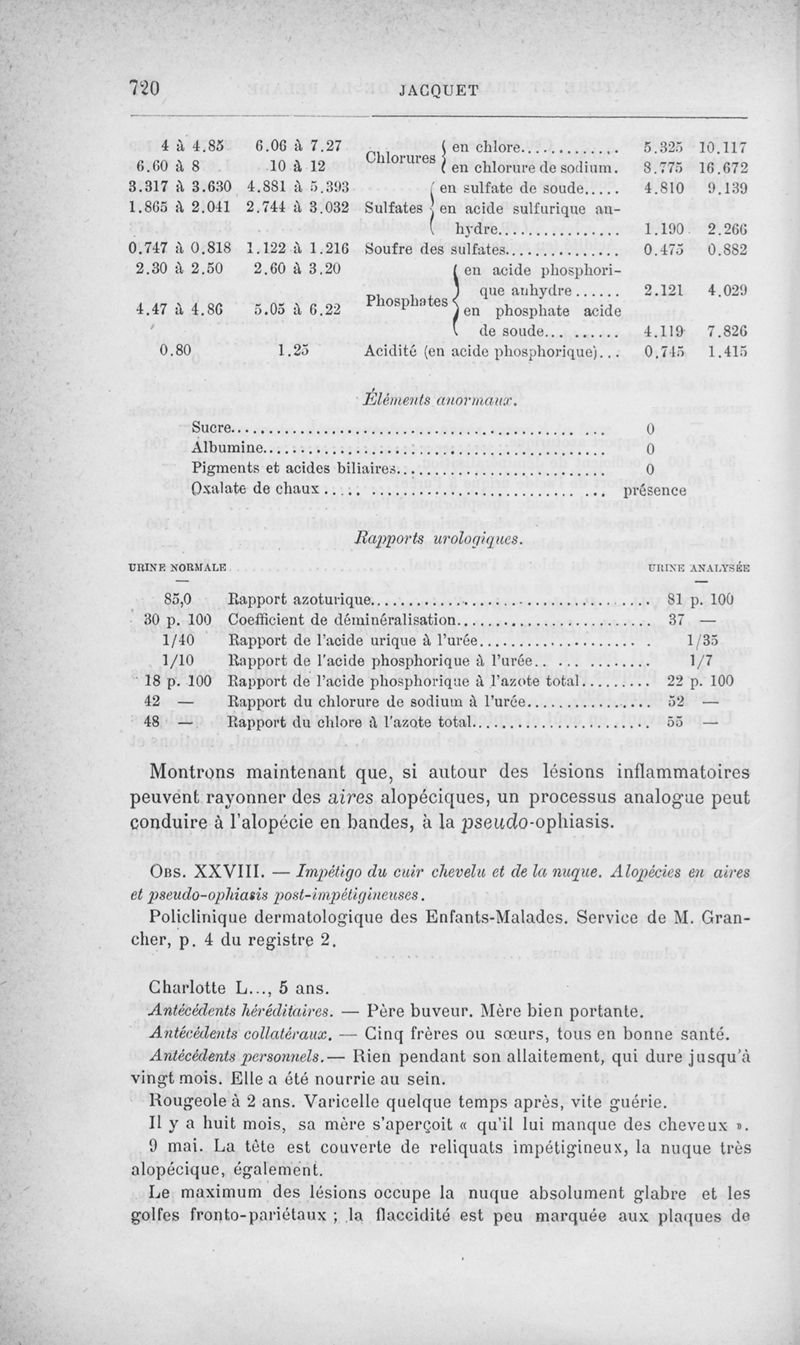 720 JACQUET
4 à 4.85 6.06 à 7.27 Chlorures { en chlore.............. 5.325 10.117
6.60 à 8 10 à 12 en chlorure de sodium. 8.775 16.672
3.317 à 3.630 4.881 à 5.393 en sulfate de soude..... 4.810 9.139
1.865 à 2.041 2.744 à 3.032 Sulfates { en acide sulfurique an-
hydre................ 1.190 2.266
0.747 à 0.818 1.122 à 1.216 Soufre des sulfates............... 0.475 0.882
2.30 à 2.50 2.60 à 3.20 en acide phosphori-
que anhydre...... 2.121 4.029
4.47 à 4.86 5.05 à 6.22 Phosphates { en phosphate acide
de soude.......... 4.119 7.826
0.80 1.25 Acidité (en acide phosphorique)... 0.745 1.415
Éléments anormaux.
Sucre................................................ 0
Albumine............................................ 0
Pigments et acides biliaires........................... 0
Oxalate de chaux..................................... présence
Rapports urologiques.
URINE NORMALE URINE ANALYSÉE
85,0 Rapport azoturique.................................... 81 p. 100
30 p. 100 Coefficient de déminéralisation......................... 37 —
1/40 Rapport de l'acide urique à l'urée...................... 1/35
1/10 Rapport de l'acide phosphorique à l'urée.............. 1/7
18 p. 100 Rapport de l'acide phosphorique à l'azote total......... 22 p. 100
42 — Rapport du chlorure de sodium à l'urée................ 52 —
48 — Rapport du chlore à l'azote total....................... 55 —
Montrons maintenant que, si autour des lésions inflammatoires
peuvent rayonner des aires alopéciques, un processus analogue peut
conduire à l'alopécie en bandes, à la pseudo-ophiasis.
OBS. XXVIII. — Impétigo du cuir chevelu et de la nuque. Alopécies en aires
et pseudo-ophiasis post-impétigineuses.
Policlinique dermatologique des Enfants-Malades. Service de M. Gran-
cher, p. 4 du registre 2.
Charlotte L..., 5 ans.
Antécédents héréditaires. — Père buveur. Mère bien portante.
Antécédents collatéraux. — Cinq frères ou sœurs, tous en bonne santé.
Antécédents personnels. — Rien pendant son allaitement, qui dure jusqu'à
vingt mois. Elle a été nourrie au sein.
Rougeole à 2 ans. Varicelle quelque temps après, vite guérie.
Il y a huit mois, sa mère s'aperçoit « qu'il lui manque des cheveux ».
9 mai. La tête est couverte de reliquats impétigineux, la nuque très
alopécique, également.
Le maximum des lésions occupe la nuque absolument glabre et les
golfes fronto-pariétaux ; la flaccidité est peu marquée aux plaques de